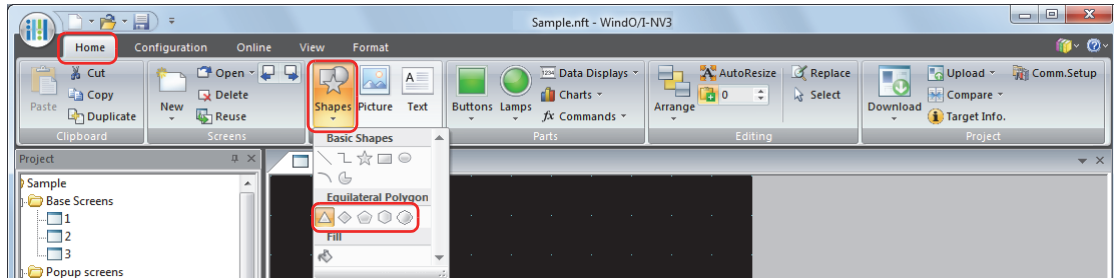 Sample.nft - WindO/I-NV3
Home Configuration Online View Format
Paste
Cut
Copy
Duplicate
Clipboard
New
Open
Delete
Reuse
Screens
Shapes
Picture
Text
Buttons
Lamps
1234 Data Displays
Charts
fx Commands
Parts
Arrange
AutoResize
0
Replace
Select
Editing
Download
Upload
Compare
Target Info.
Comm.Setup
Project
Basic Shapes
Equilateral Polygon
Fill
Project
Sample
Base Screens
1
2
3
Popup screens